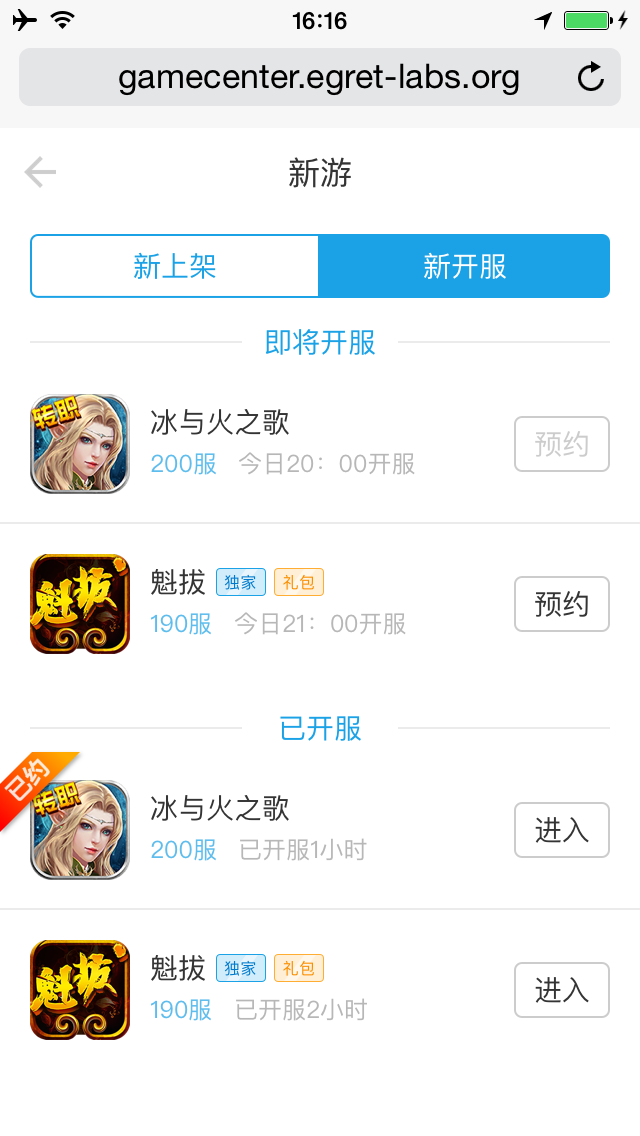 16:16
gamecenter.egret-labs.org
新游
新上架 新开服
即将开服
转职
冰与火之歌
200服 今日20：00开服
预约
魁拔
魁拔 独家 礼包
190服 今日21：00开服
预约
已开服
已约
转职
冰与火之歌
200服 已开服1小时
进入
魁拔
魁拔 独家 礼包
190服 已开服2小时
进入